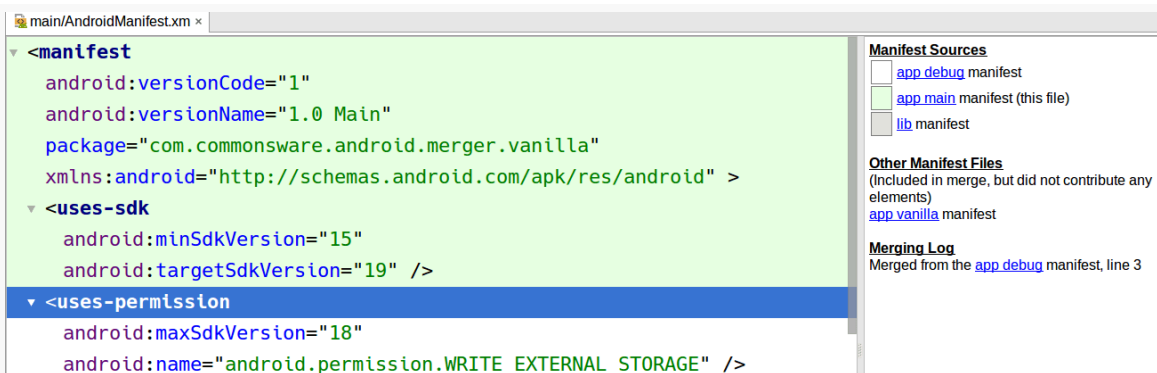 main/AndroidManifest.xm ×
<manifest
android:versionCode="1"
android:versionName="1.0 Main"
package="com.commonsware.android.merger.vanilla"
xmlns:android="http://schemas.android.com/apk/res/android" >
<uses-sdk
android:minSdkVersion="15"
android:targetSdkVersion="19" />
<uses-permission
android:maxSdkVersion="18"
android:name="android.permission.WRITE_EXTERNAL_STORAGE" />
Manifest Sources
app debug manifest
app main manifest (this file)
lib manifest
Other Manifest Files
(Included in merge, but did not contribute any
elements)
app vanilla manifest
Merging Log
Merged from the app debug manifest, line 3